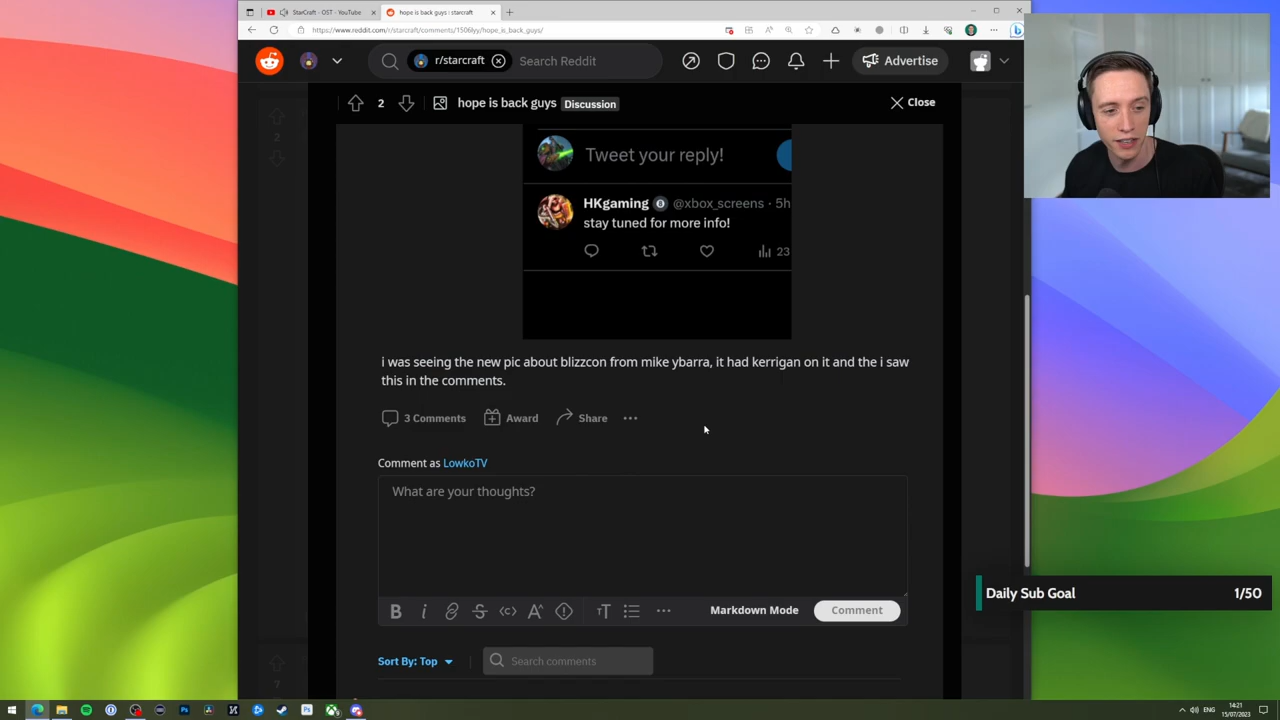 StarCraft - OST - YouTube
hope is back guys : starcraft
https://www.reddit.com/r/starcraft/comments/1506lyy/hope_is_back_guys/
r/starcraft
Search Reddit
Advertise
2
hope is back guys
Discussion
Close
2
Tweet your reply!
HKgaming @xbox_screens · 5h
stay tuned for more info!
23
i was seeing the new pic about blizzcon from mike ybarra, it had kerrigan on it and the i saw
this in the comments.
3 Comments
Award
Share
Comment as LowkoTV
What are your thoughts?
Markdown Mode
Comment
Daily Sub Goal
1/50
Sort By: Top
Search comments
7
ENG
14:21
15/07/2023